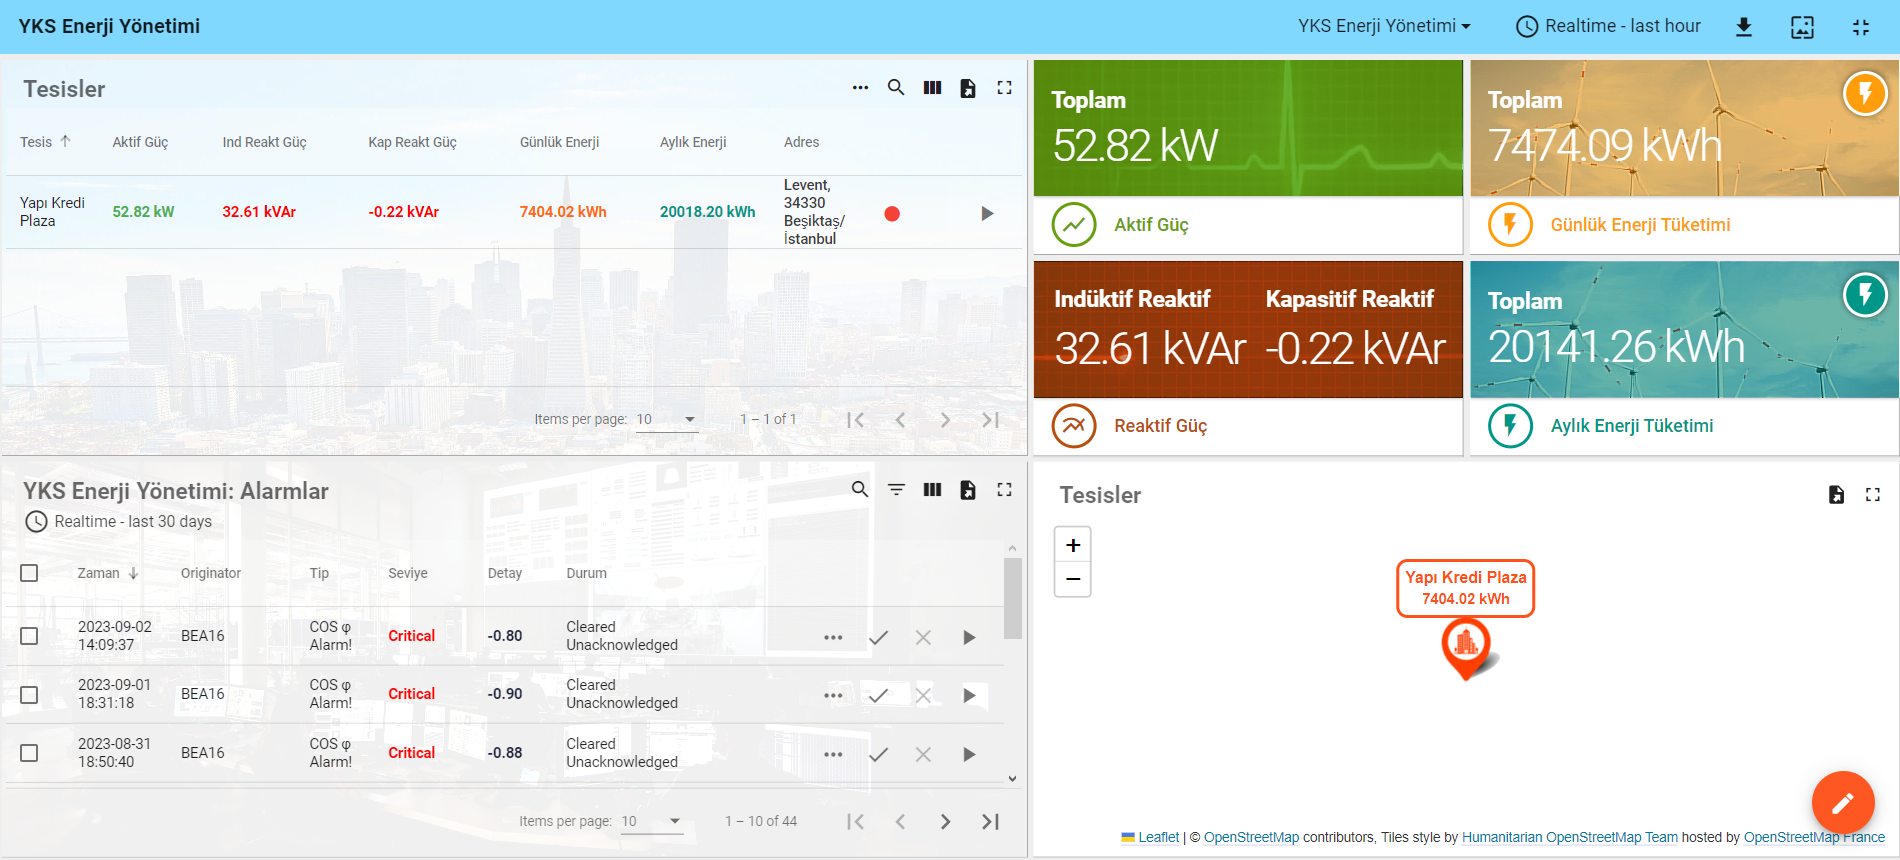 YKS Enerji Yönetimi
YKS Enerji Yönetimi
Realtime - last hour
Tesisler
Tesis Aktif Güç Ind Reakt Güç Kap Reakt Güç Günlük Enerji Aylık Enerji Adres
Yapı Kredi
Plaza
52.82 kW 32.61 kVAr -0.22 kVAr 7404.02 kWh 20018.20 kWh
Levent,
34330
Beşiktaş/
İstanbul
Items per page: 10 1 – 1 of 1
Toplam
52.82 kW
Aktif Güç
Toplam
7474.09 kWh
Günlük Enerji Tüketimi
İndüktif Reaktif Kapasitif Reaktif
32.61 kVAr -0.22 kVAr
Reaktif Güç
Toplam
20141.26 kWh
Aylık Enerji Tüketimi
YKS Enerji Yönetimi: Alarmlar
Realtime - last 30 days
Zaman Originator Tip Seviye Detay Durum
2023-09-02
14:09:37
BEA16
COS φ
Alarm!
Critical -0.80
Cleared
Unacknowledged
2023-09-01
18:31:18
BEA16
COS φ
Alarm!
Critical -0.90
Cleared
Unacknowledged
2023-08-31
18:50:40
BEA16
COS φ
Alarm!
Critical -0.88
Cleared
Unacknowledged
Items per page: 10 1 – 10 of 44
Tesisler
+
−
Yapı Kredi Plaza
7404.02 kWh
Leaflet | © OpenStreetMap contributors, Tiles style by Humanitarian OpenStreetMap Team hosted by OpenStreetMap France